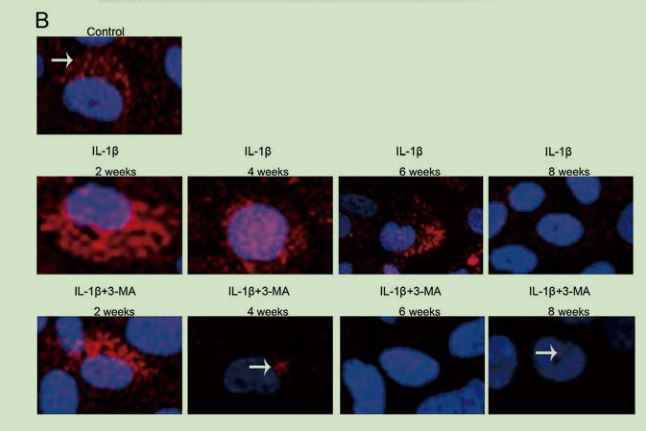 B
Control
IL-1β IL-1β IL-1β IL-1β
2 weeks 4 weeks 6 weeks 8 weeks
IL-1β+3-MA IL-1β+3-MA IL-1β+3-MA IL-1β+3-MA
2 weeks 4 weeks 6 weeks 8 weeks